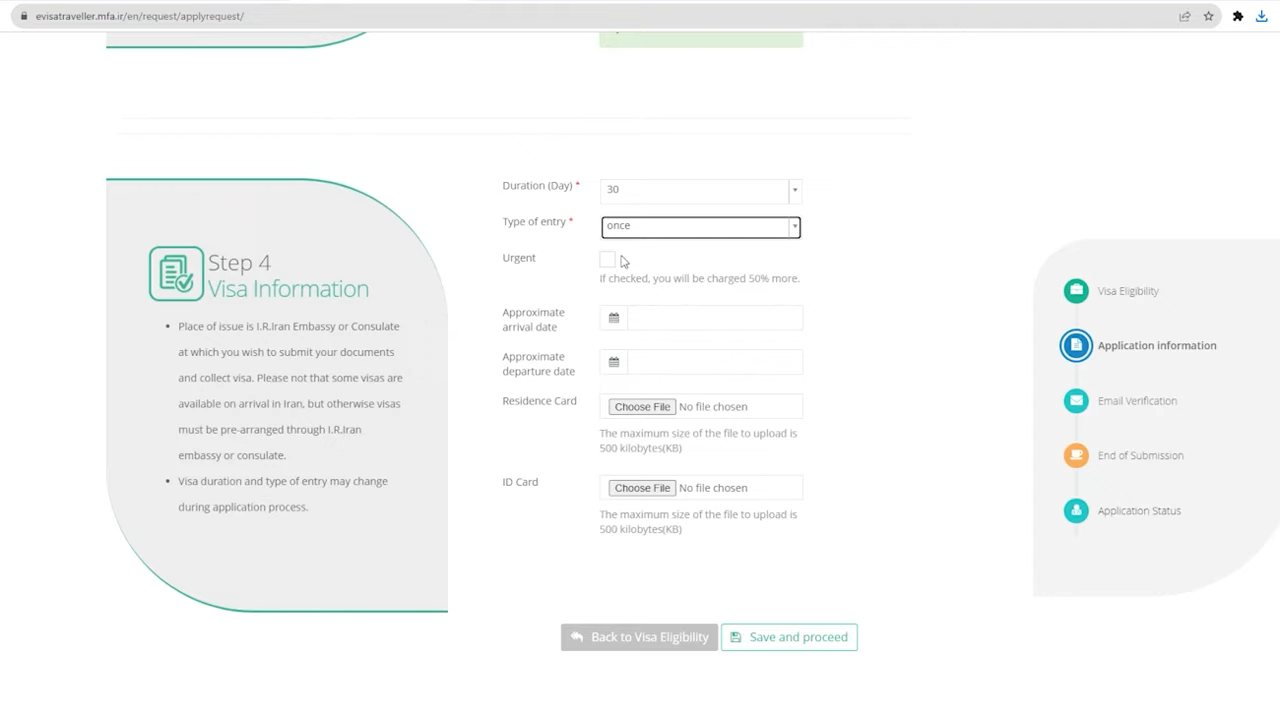 evisatraveller.mfa.ir/en/request/applyrequest/
Step 4
Visa Information
Place of issue is I.R.Iran Embassy or Consulate
at which you wish to submit your documents
and collect visa. Please not that some visas are
available on arrival in Iran, but otherwise visas
must be pre-arranged through I.R.Iran
embassy or consulate.
Visa duration and type of entry may change
during application process.
Duration (Day) *
30
Type of entry *
once
Urgent
If checked, you will be charged 50% more.
Approximate
arrival date
Approximate
departure date
Residence Card
Choose File No file chosen
The maximum size of the file to upload is
500 kilobytes(KB)
ID Card
Choose File No file chosen
The maximum size of the file to upload is
500 kilobytes(KB)
Back to Visa Eligibility
Save and proceed
Visa Eligibility
Application information
Email Verification
End of Submission
Application Status